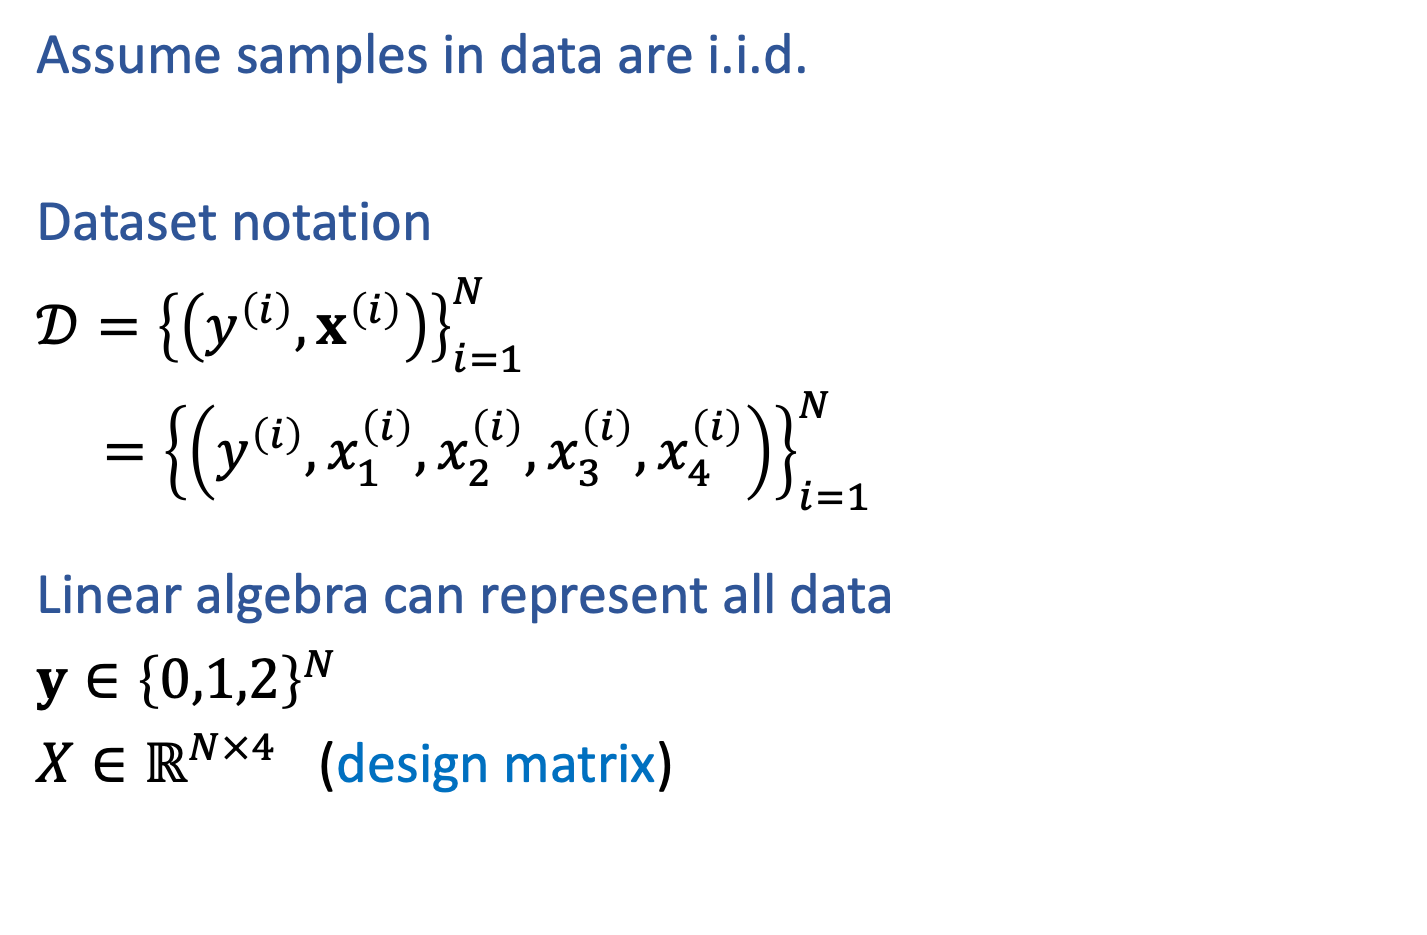 Assume samples in data are i.i.d.
Dataset notation
𝒟 = {(y^(i), 𝐱^(i))}_{i=1}^N
= {(y^(i), x_1^(i), x_2^(i), x_3^(i), x_4^(i))}_{i=1}^N
Linear algebra can represent all data
𝐲 ∈ {0,1,2}^N
X ∈ ℝ^{N×4} (design matrix)